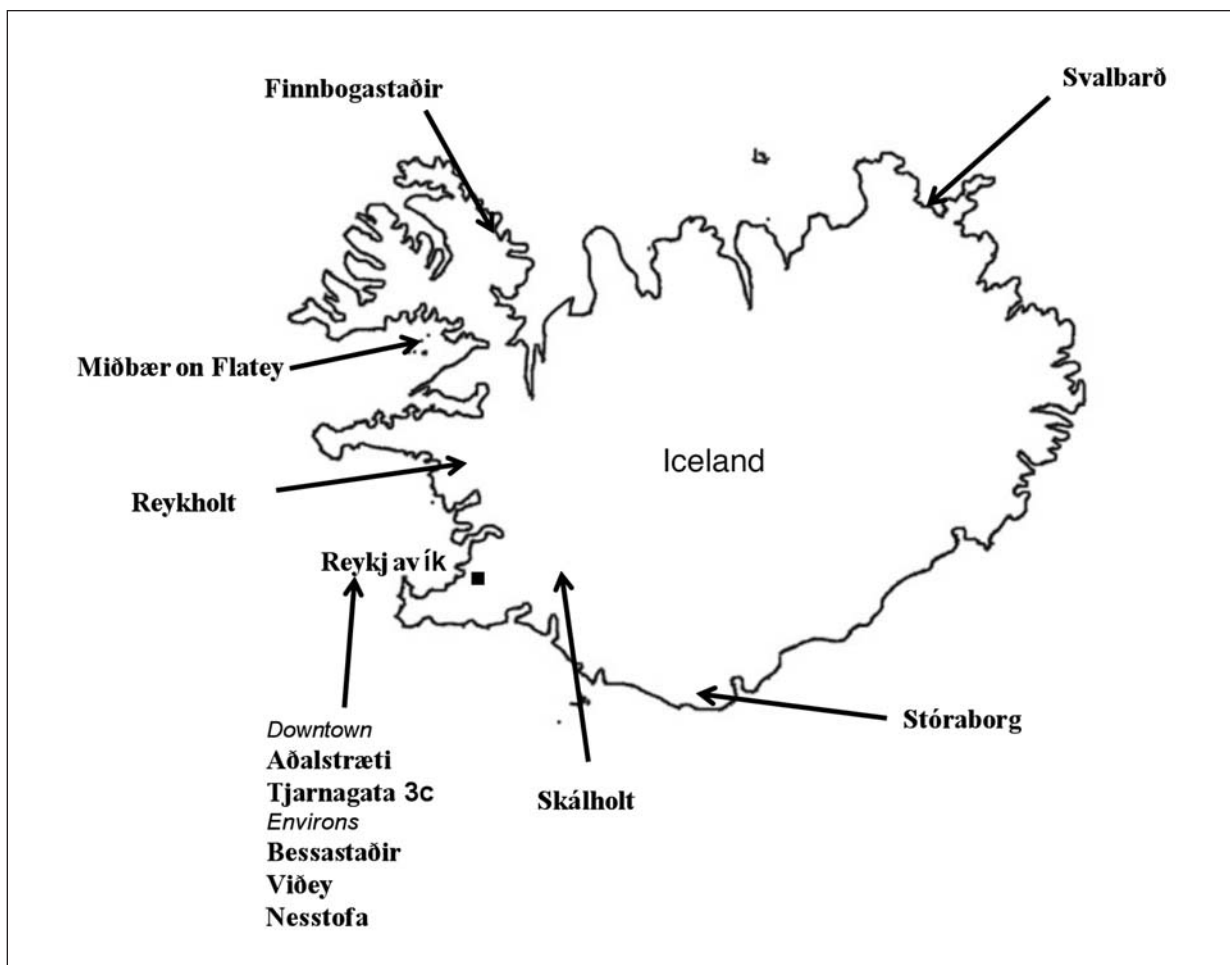 Finnbogastaðir
Svalbarð
Miðbær on Flatey
Iceland
Reykholt
Reykjavík
Downtown
Aðalstræti
Tjarnagata 3c
Environs
Bessastaðir
Viðey
Nesstofa
Skálholt
Stóraborg